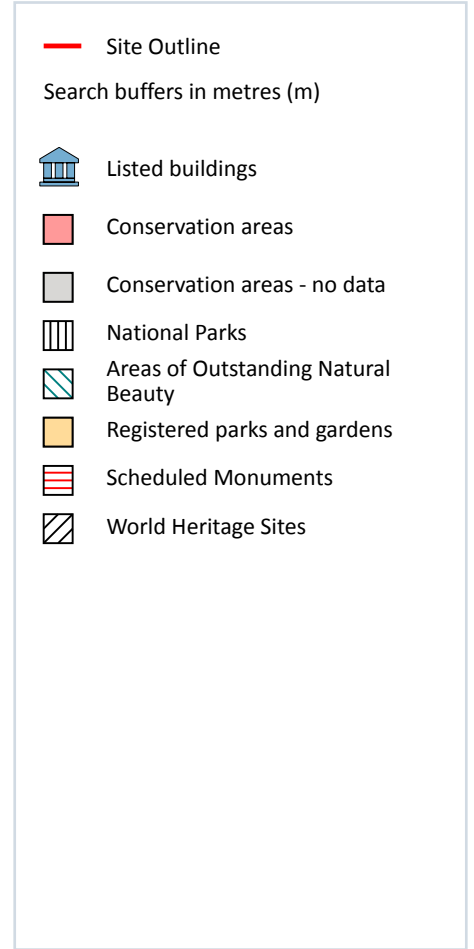 Site Outline
Search buffers in metres (m)
Listed buildings
Conservation areas
Conservation areas - no data
National Parks
Areas of Outstanding Natural
Beauty
Registered parks and gardens
Scheduled Monuments
World Heritage Sites